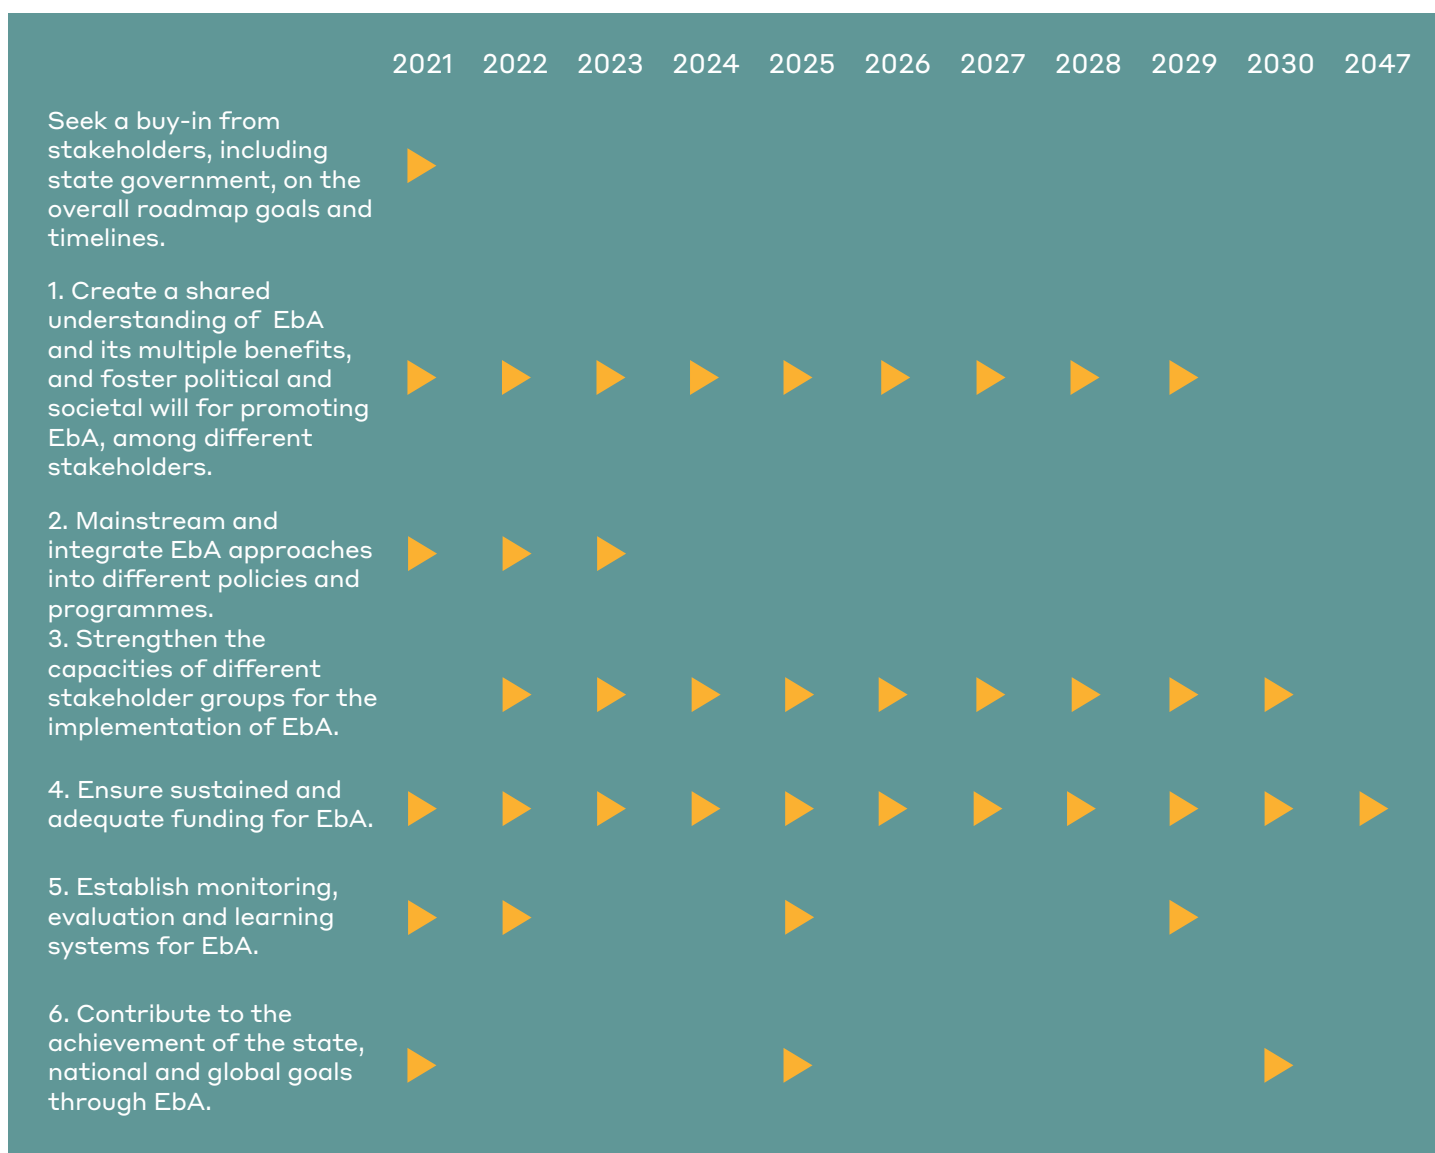 2021 2022 2023 2024 2025 2026 2027 2028 2029 2030 2047
Seek a buy-in from
stakeholders, including
state government, on the
overall roadmap goals and
timelines.
1. Create a shared
understanding of EbA
and its multiple benefits,
and foster political and
societal will for promoting
EbA, among different
stakeholders.
2. Mainstream and
integrate EbA approaches
into different policies and
programmes.
3. Strengthen the
capacities of different
stakeholder groups for the
implementation of EbA.
4. Ensure sustained and
adequate funding for EbA.
5. Establish monitoring,
evaluation and learning
systems for EbA.
6. Contribute to the
achievement of the state,
national and global goals
through EbA.